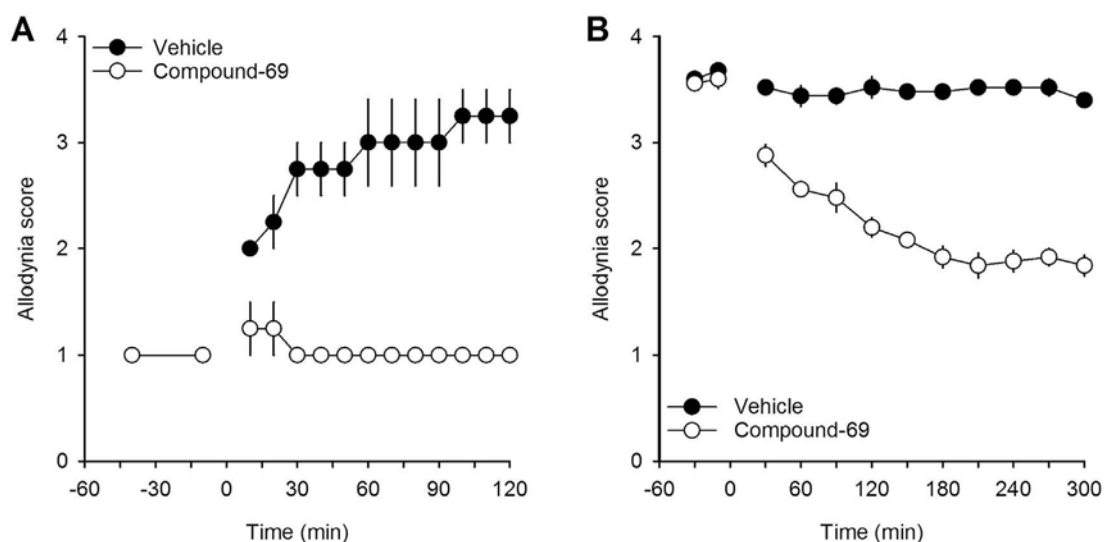 A
Vehicle
Compound-69
4
3
2
1
0
Allodynia score
-60 -30 0 30 60 90 120
Time (min)
B
4
3
2
1
0
Allodynia score
Vehicle
Compound-69
-60 0 60 120 180 240 300
Time (min)